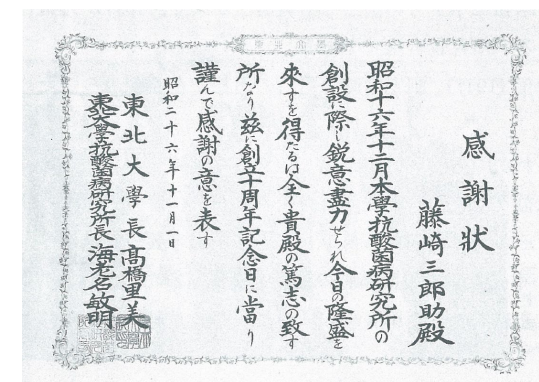 感謝狀
藤崎三郎助殿
昭和十六年十二月本學抗酸菌病研究所の
創設に際し鋭意盡力せられ今日の隆盛を
來すを得たるは全く貴殿の篤志の致す
所なり茲に創立十周年記念日に當り
謹んで感謝の意を表す
昭和二十六年十一月一日
東北大學長高橋里美
東北大學抗酸菌病研究所長海老名敏明